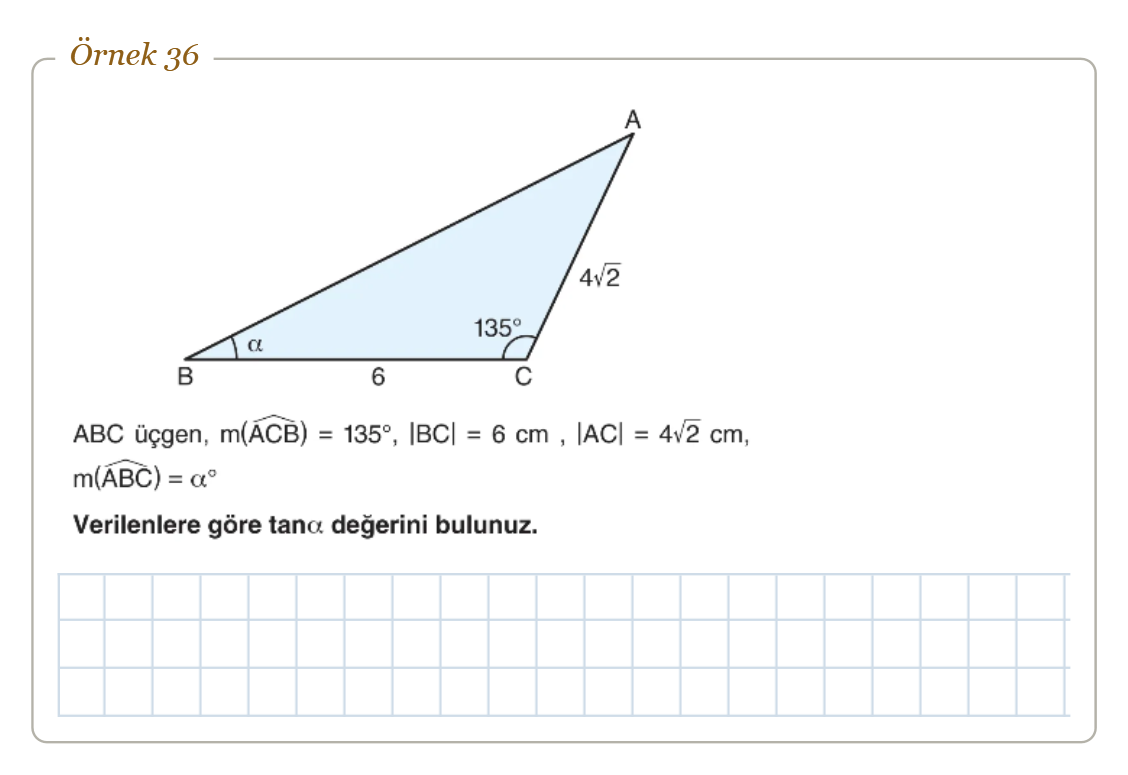 Örnek 36
A
4√2
135°
α
B
6
C
ABC üçgen, m(ACB) = 135°, |BC| = 6 cm , |AC| = 4√2 cm,
m(ABC) = α°
Verilenlere göre tanα değerini bulunuz.